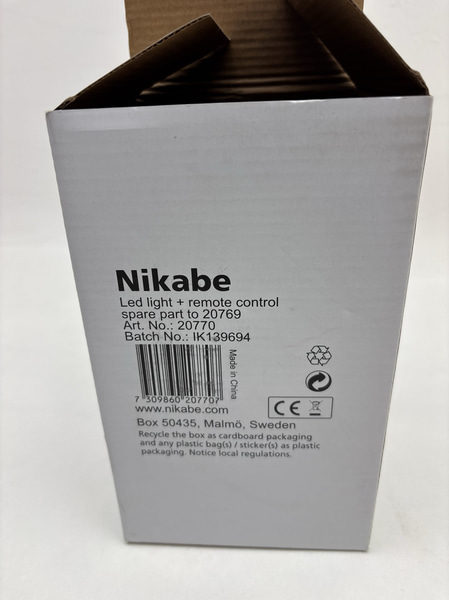 Nikabe
Led light + remote control
spare part to 20769
Art. No.: 20770
Batch No.: IK139694
Made in China
7 309860 207707
www.nikabe.com
CE
Box 50435, Malmö, Sweden
Recycle the box as cardboard packaging
and any plastic bag(s) / sticker(s) as plastic
packaging. Notice local regulations.